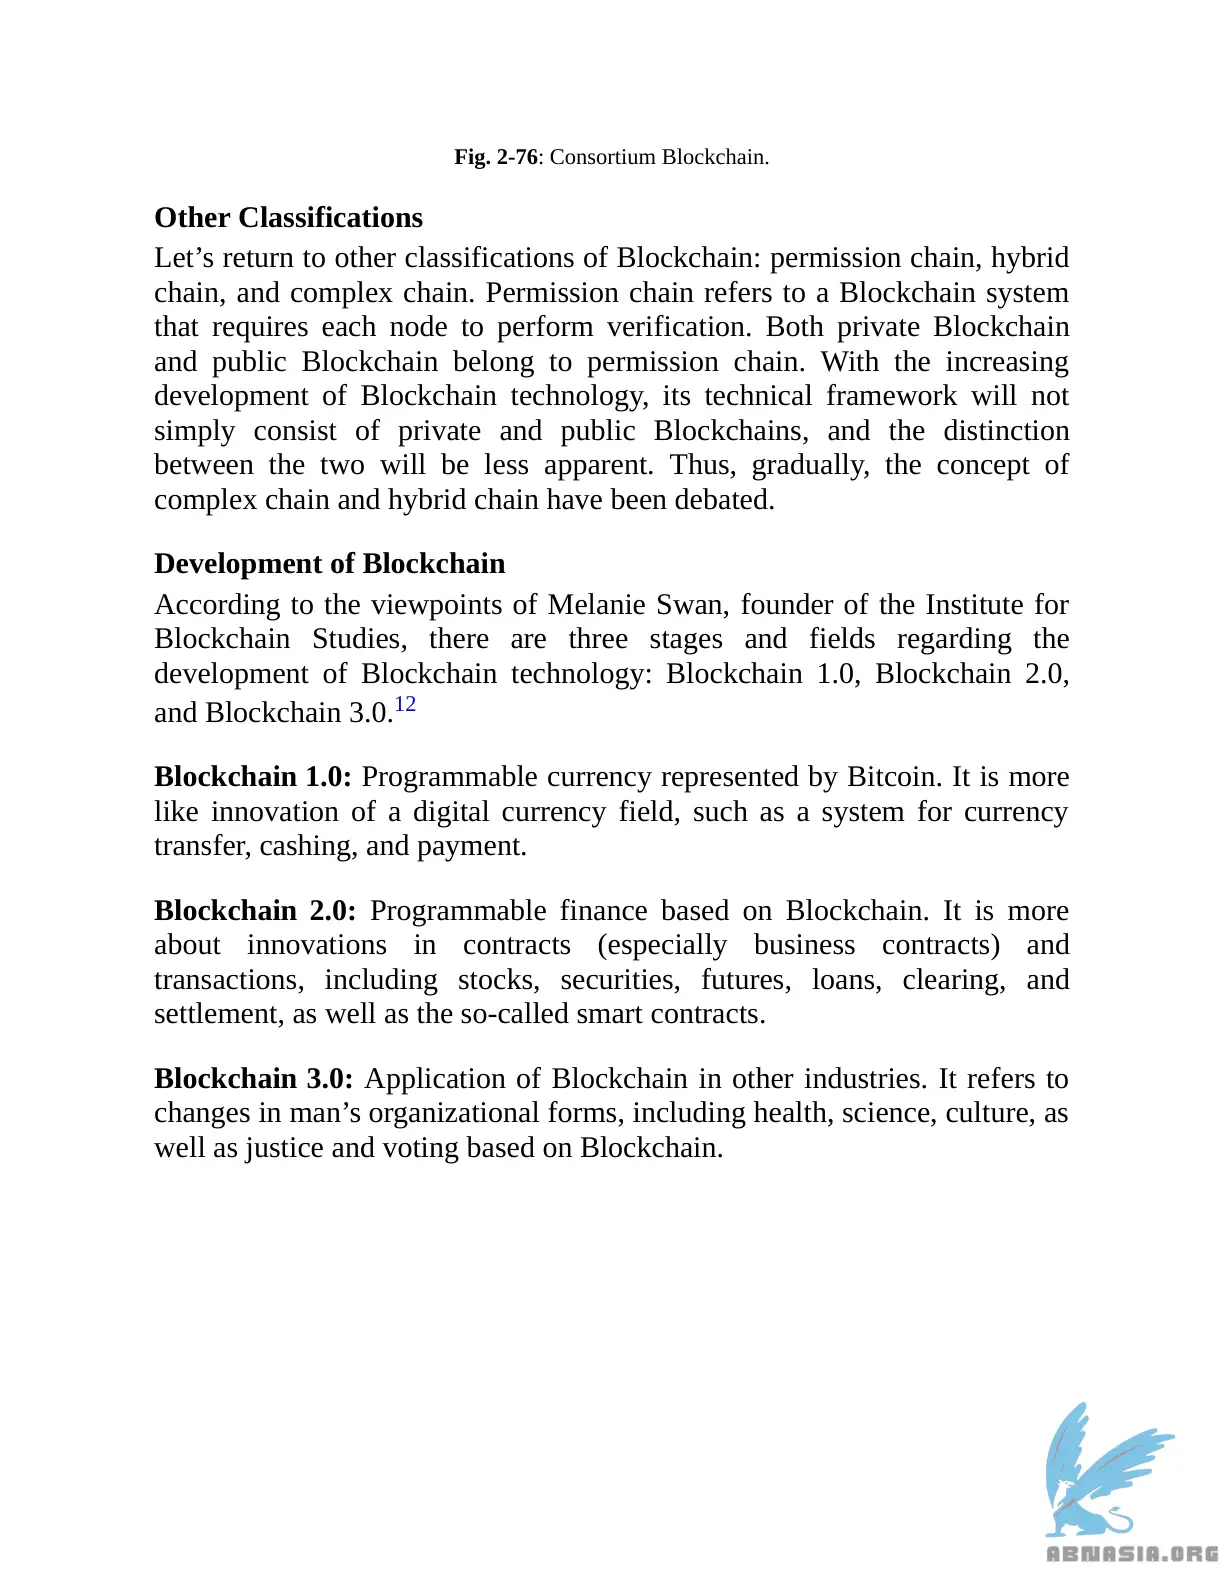 Fig. 2-76: Consortium Blockchain.
Other Classifications
Let’s return to other classifications of Blockchain: permission chain, hybrid
chain, and complex chain. Permission chain refers to a Blockchain system
that requires each node to perform verification. Both private Blockchain
and public Blockchain belong to permission chain. With the increasing
development of Blockchain technology, its technical framework will not
simply consist of private and public Blockchains, and the distinction
between the two will be less apparent. Thus, gradually, the concept of
complex chain and hybrid chain have been debated.
Development of Blockchain
According to the viewpoints of Melanie Swan, founder of the Institute for
Blockchain Studies, there are three stages and fields regarding the
development of Blockchain technology: Blockchain 1.0, Blockchain 2.0,
and Blockchain 3.0.12
Blockchain 1.0: Programmable currency represented by Bitcoin. It is more
like innovation of a digital currency field, such as a system for currency
transfer, cashing, and payment.
Blockchain 2.0: Programmable finance based on Blockchain. It is more
about innovations in contracts (especially business contracts) and
transactions, including stocks, securities, futures, loans, clearing, and
settlement, as well as the so-called smart contracts.
Blockchain 3.0: Application of Blockchain in other industries. It refers to
changes in man’s organizational forms, including health, science, culture, as
well as justice and voting based on Blockchain.
ABNASIA.ORG